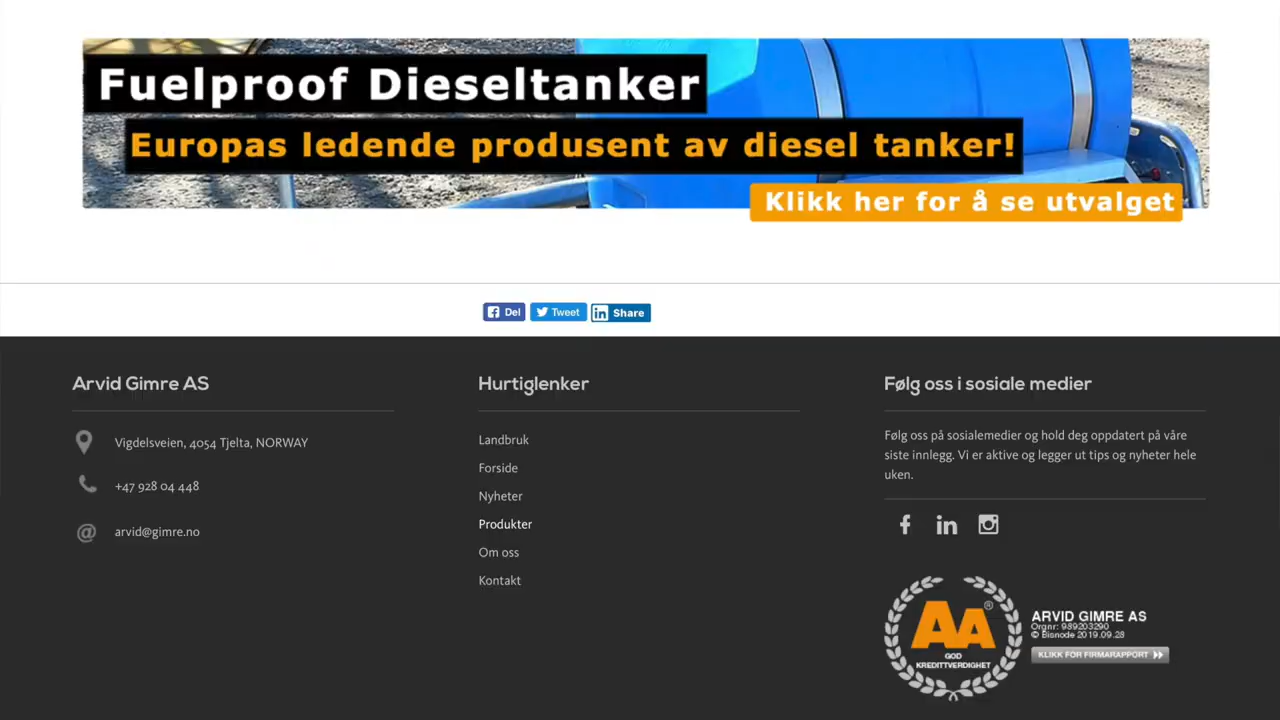 Fuelproof Dieseltanker
Europas ledende produsent av diesel tanker!
Klikk her for å se utvalget
Del
Tweet
Share
Arvid Gimre AS
Vigdelsveien, 4054 Tjelta, NORWAY
+47 928 04 448
arvid@gimre.no
Hurtiglenker
Landbruk
Forside
Nyheter
Produkter
Om oss
Kontakt
Følg oss i sosiale medier
Følg oss på sosialemedier og hold deg oppdatert på våre
siste innlegg. Vi er aktive og legger ut tips og nyheter hele
uken.
AA®
GOD
KREDITTVERDIGHET
ARVID GIMRE AS
Orgnr: 989203290
© Bisnode 2019.09.28
KLIKK FOR FIRMARAPPORT